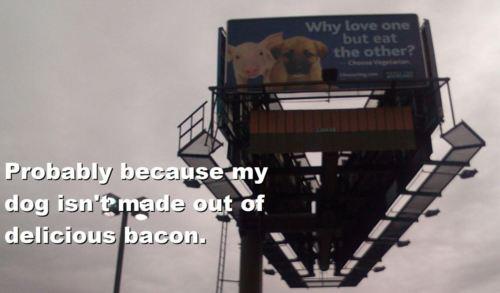 Why love one
but eat
the other?
Choose Vegetarian.
Probably because my
dog isn't made out of
delicious bacon.